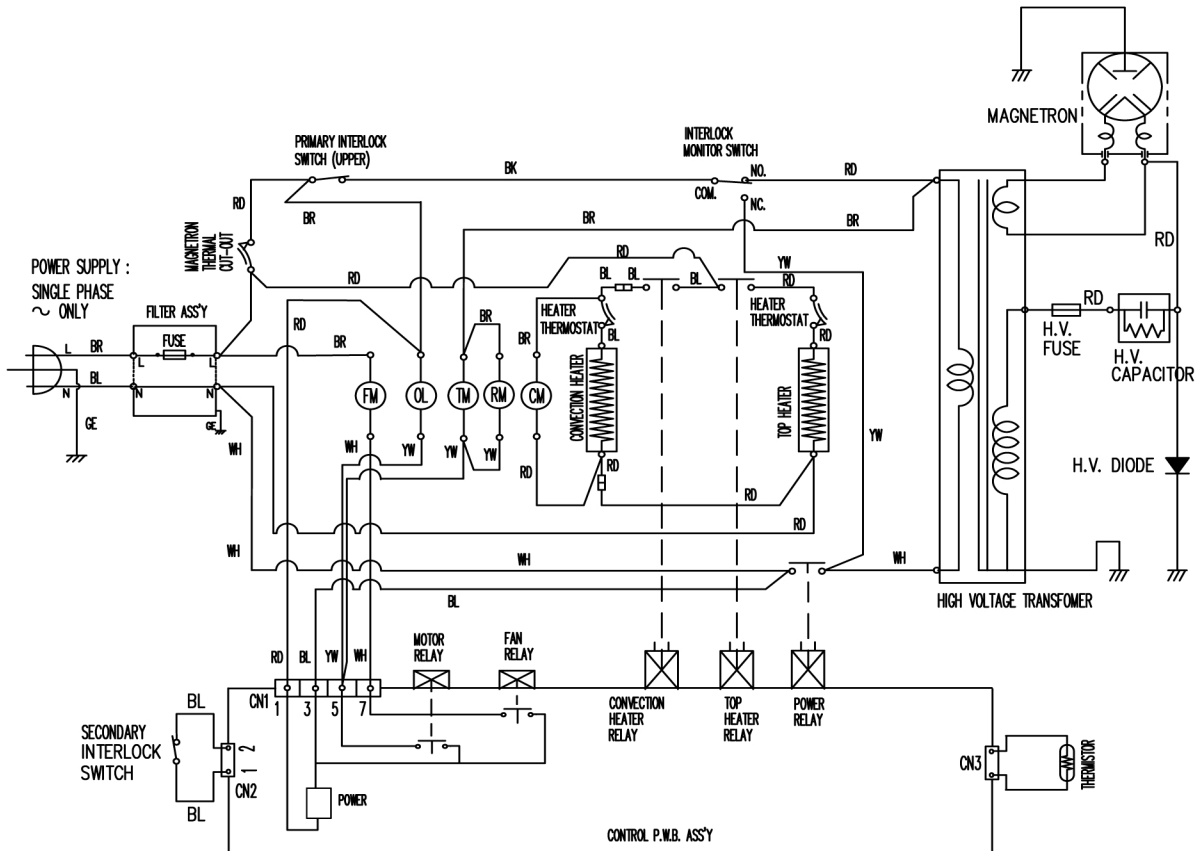 MAGNETRON
PRIMARY INTERLOCK
SWITCH (UPPER)
INTERLOCK
MONITOR SWITCH
BK
NO.
RD
COM.
NC.
RD
BR
BR
BR
MAGNETRON
THERMAL
CUT-OUT
RD
YW
RD
POWER SUPPLY :
SINGLE PHASE
~ ONLY
RD
BL
BL
BL
RD
FILTER ASS'Y
HEATER
THERMOSTAT
HEATER
THERMOSTAT
RD
H.V.
FUSE
H.V.
CAPACITOR
FUSE
RD
BR
BR
BL
RD
L
BR
L
L
BR
N
BL
N
N
FM
OL
TM
RM
CM
CONVECTION HEATER
TOP HEATER
GE
GE
WH
WH
YW
YW
YW
RD
RD
RD
YW
H.V. DIODE
RD
WH
WH
WH
BL
HIGH VOLTAGE TRANSFOMER
RD
BL
YW
WH
MOTOR
RELAY
FAN
RELAY
CN1
1
3
5
7
CONVECTION
HEATER
RELAY
TOP
HEATER
RELAY
POWER
RELAY
BL
SECONDARY
INTERLOCK
SWITCH
2
1
CN2
BL
POWER
CN3
THERMISTOR
CONTROL P.W.B. ASS'Y